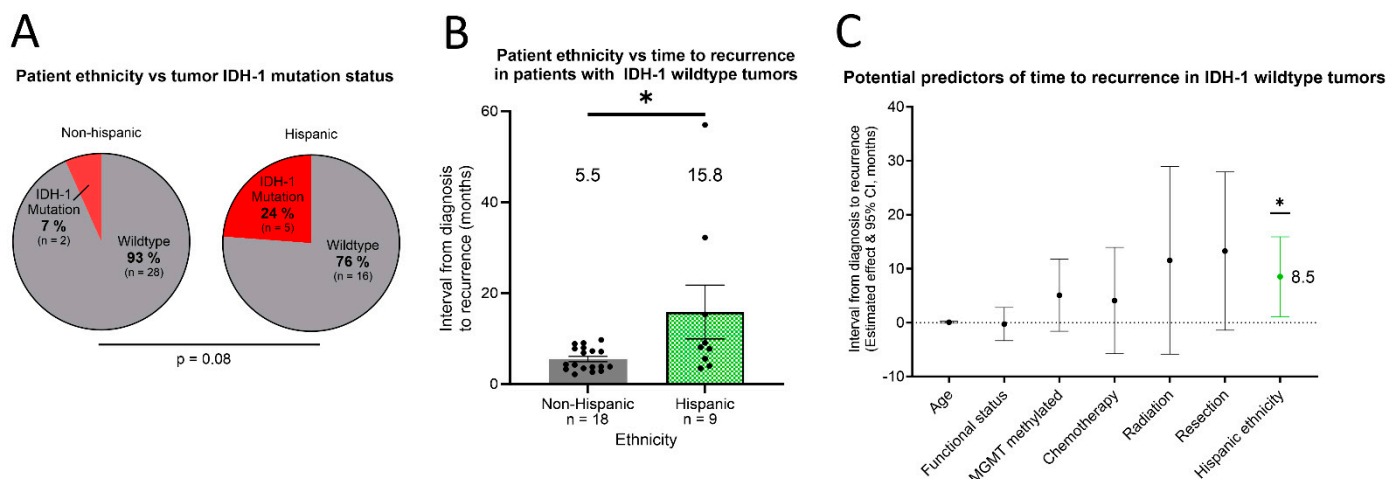 A
Patient ethnicity vs tumor IDH-1 mutation status
Non-hispanic
IDH-1
Mutation
7 %
(n = 2)
Wildtype
93 %
(n = 28)
Hispanic
IDH-1
Mutation
24 %
(n = 5)
Wildtype
76 %
(n = 16)
p = 0.08
B
Patient ethnicity vs time to recurrence
in patients with IDH-1 wildtype tumors
*
Interval from diagnosis
to recurrence (months)
60
40
20
0
5.5
15.8
Non-Hispanic
n = 18
Hispanic
n = 9
Ethnicity
C
Potential predictors of time to recurrence in IDH-1 wildtype tumors
Interval from diagnosis to recurrence
(Estimated effect & 95% CI, months)
40
30
20
10
0
-10
*
8.5
Age
Functional status
MGMT methylated
Chemotherapy
Radiation
Resection
Hispanic ethnicity